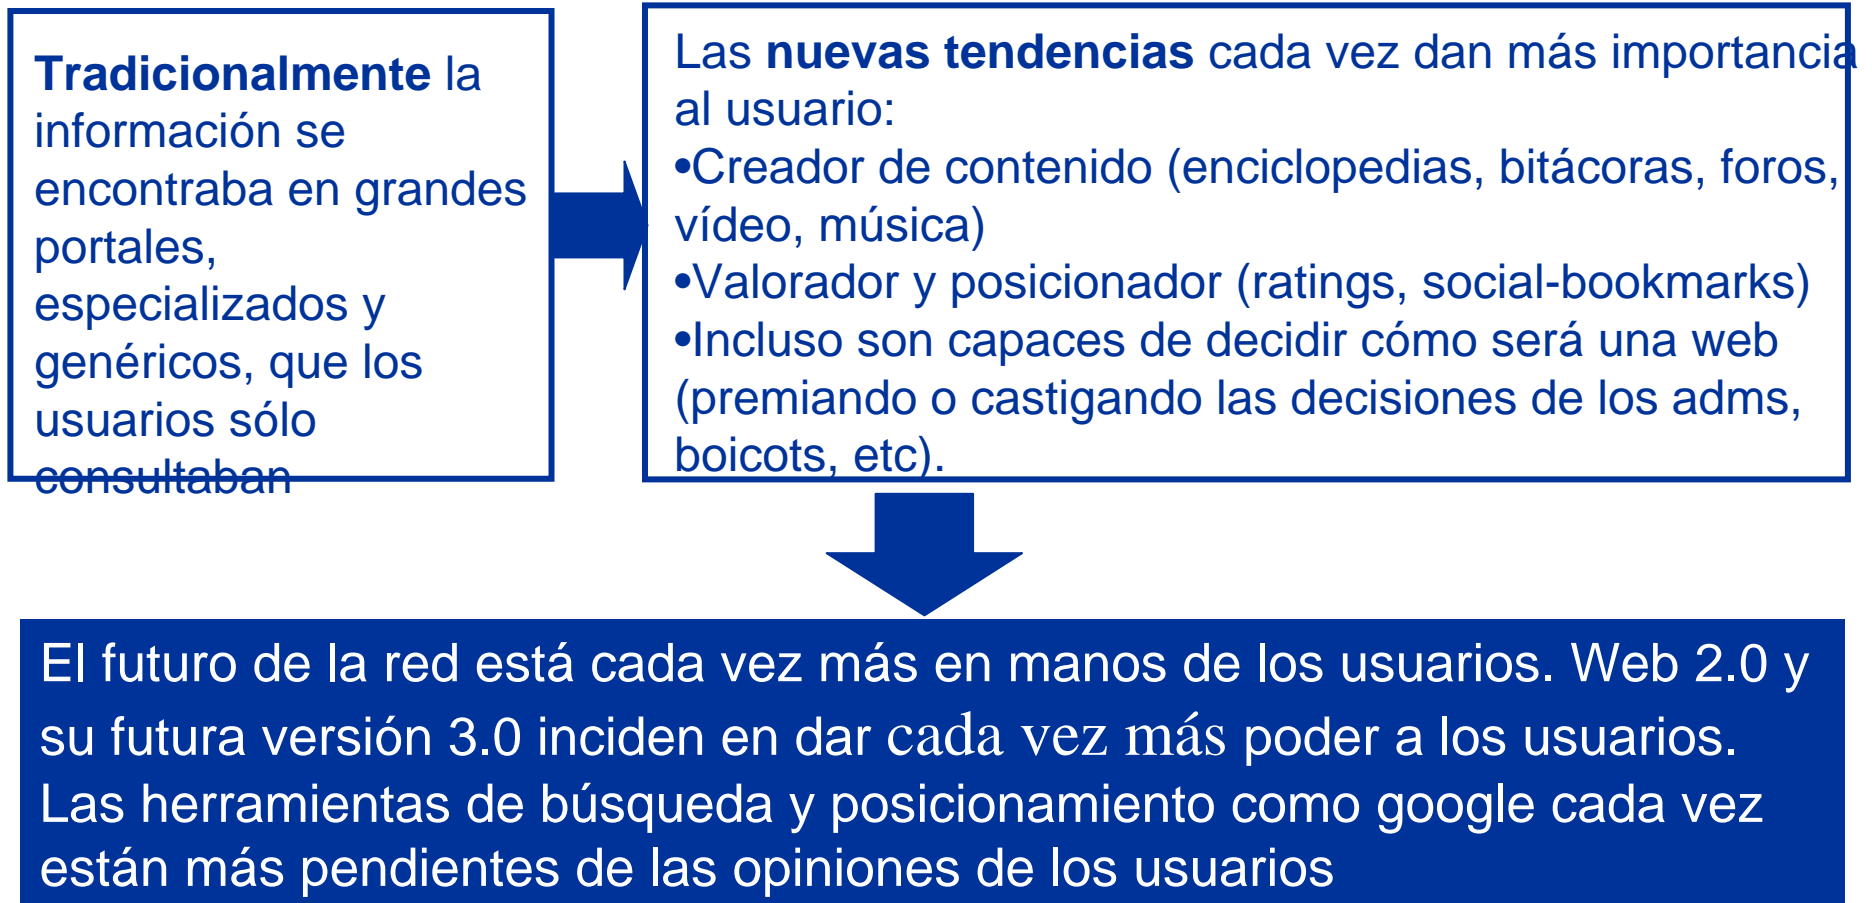 Tradicionalmente la
información se
encontraba en grandes
portales,
especializados y
genéricos, que los
usuarios sólo
consultaban
Las nuevas tendencias cada vez dan más importancia
al usuario:
•Creador de contenido (enciclopedias, bitácoras, foros,
vídeo, música)
•Valorador y posicionador (ratings, social-bookmarks)
•Incluso son capaces de decidir cómo será una web
(premiando o castigando las decisiones de los adms,
boicots, etc).
El futuro de la red está cada vez más en manos de los usuarios. Web 2.0 y
su futura versión 3.0 inciden en dar cada vez más poder a los usuarios.
Las herramientas de búsqueda y posicionamiento como google cada vez
están más pendientes de las opiniones de los usuarios